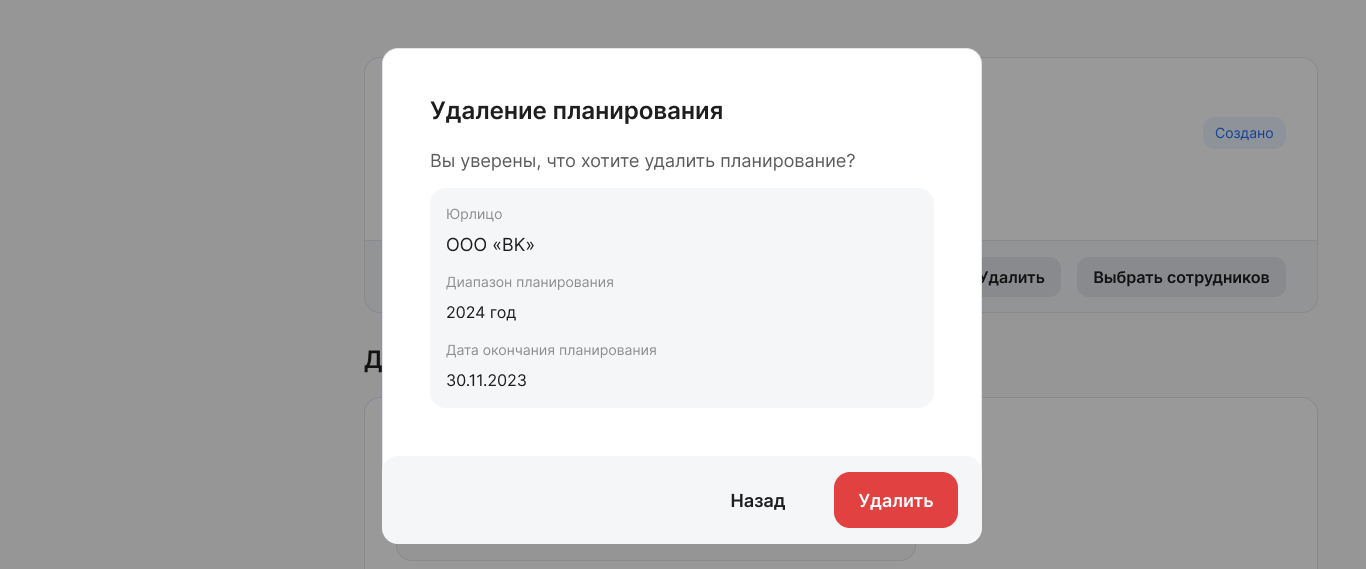 Удаление планирования
Вы уверены, что хотите удалить планирование?
Юрлицо
ООО «ВК»
Диапазон планирования
2024 год
Дата окончания планирования
30.11.2023
Назад
Удалить
Создано
Удалить
Выбрать сотрудников